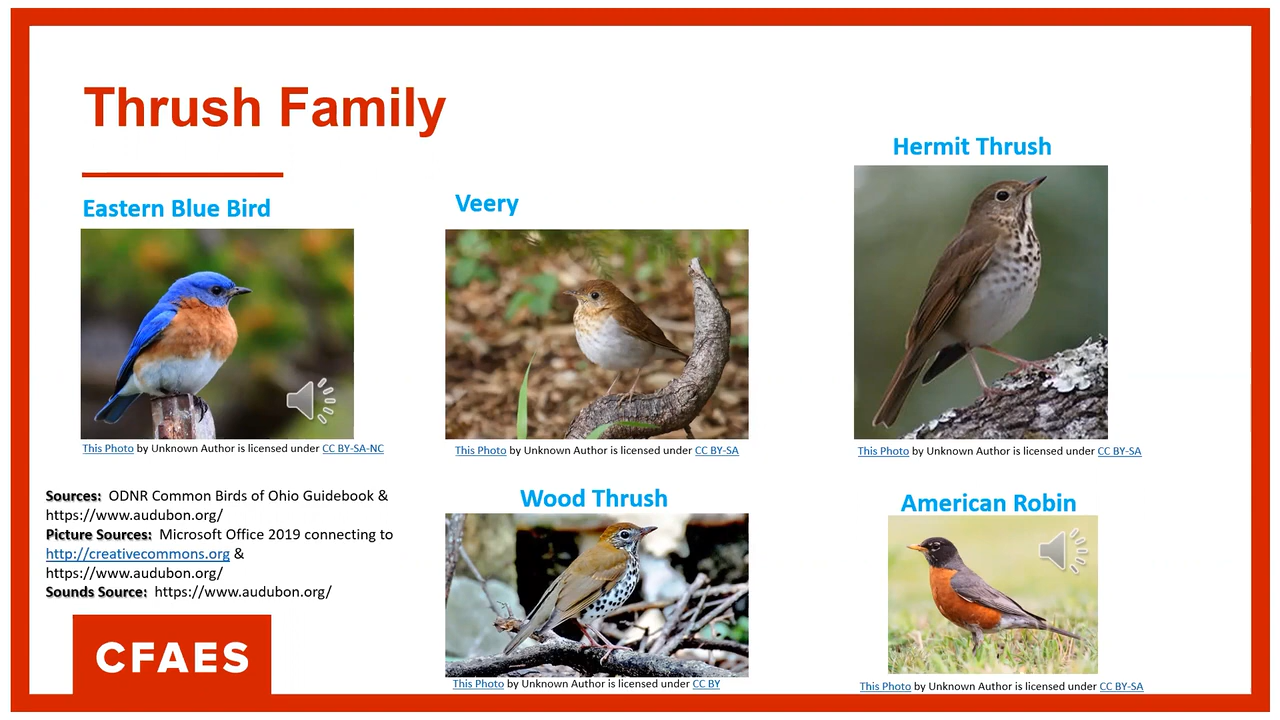 Thrush Family
Hermit Thrush
Eastern Blue Bird
Veery
This Photo by Unknown Author is licensed under CC BY-SA-NC
This Photo by Unknown Author is licensed under CC BY-SA
This Photo by Unknown Author is licensed under CC BY-SA
Sources: ODNR Common Birds of Ohio Guidebook &
https://www.audubon.org/
Picture Sources: Microsoft Office 2019 connecting to
http://creativecommons.org &
https://www.audubon.org/
Sounds Source: https://www.audubon.org/
Wood Thrush
American Robin
This Photo by Unknown Author is licensed under CC BY
This Photo by Unknown Author is licensed under CC BY-SA
CFAES